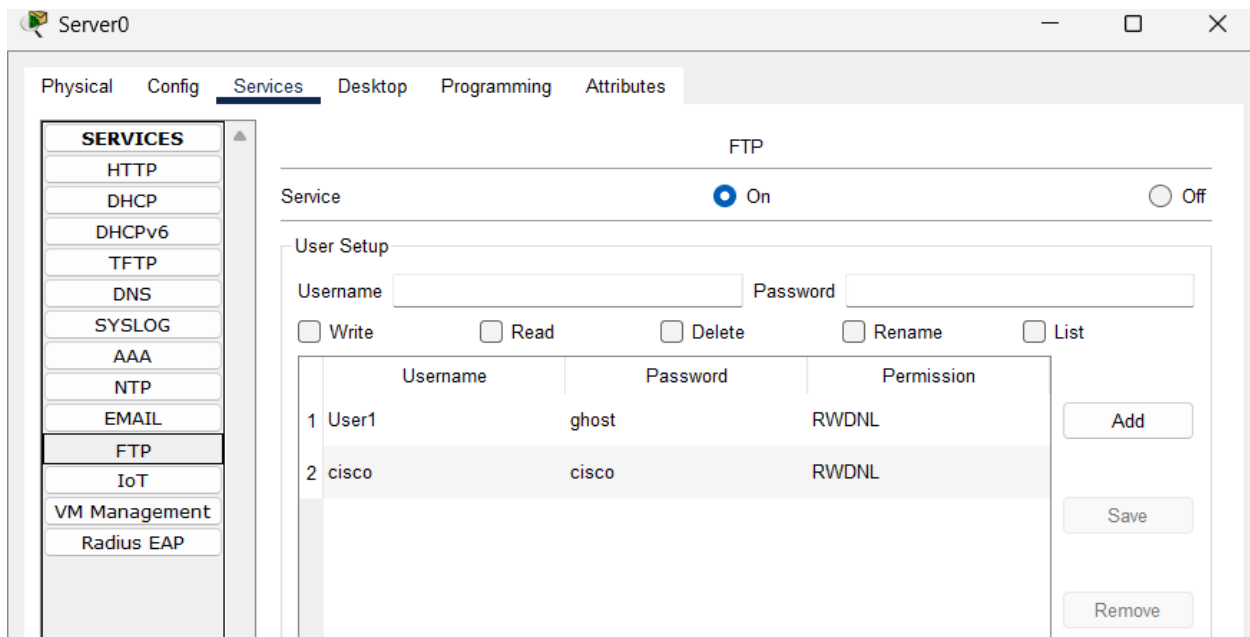 Server0
Physical Config Services Desktop Programming Attributes
SERVICES
HTTP
DHCP
DHCPv6
TFTP
DNS
SYSLOG
AAA
NTP
EMAIL
FTP
IoT
VM Management
Radius EAP
FTP
Service On Off
User Setup
Username Password
Write Read Delete Rename List
Username Password Permission
1 User1 ghost RWDNL
2 cisco cisco RWDNL
Add
Save
Remove